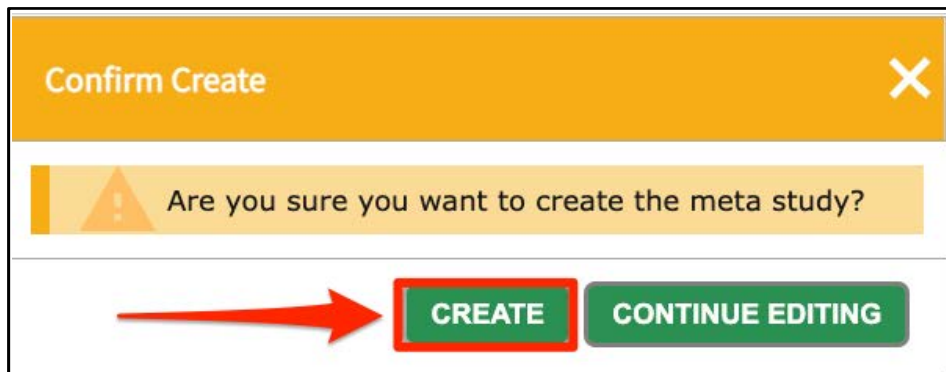 Confirm Create
Are you sure you want to create the meta study?
CREATE CONTINUE EDITING